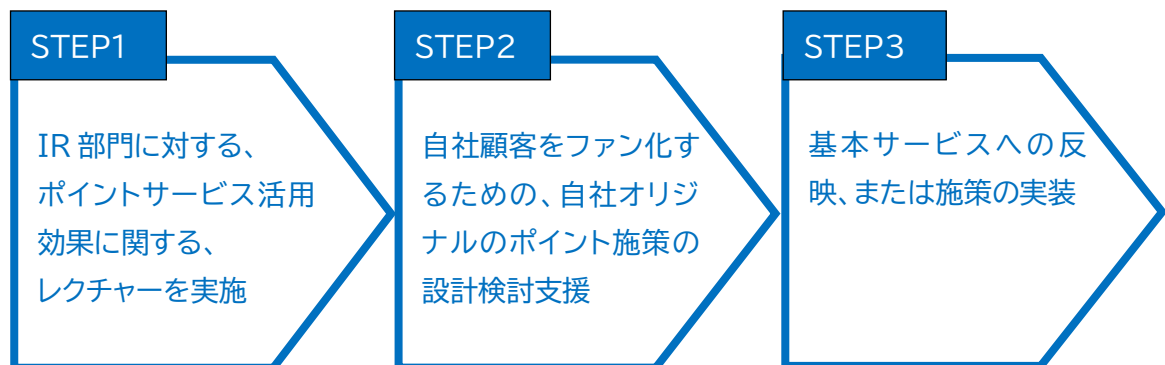 STEP1
IR 部門に対する、
ポイントサービス活用
効果に関する、
レクチャーを実施
STEP2
自社顧客をファン化す
るための、自社オリジ
ナルのポイント施策の
設計検討支援
STEP3
基本サービスへの反
映、または施策の実装